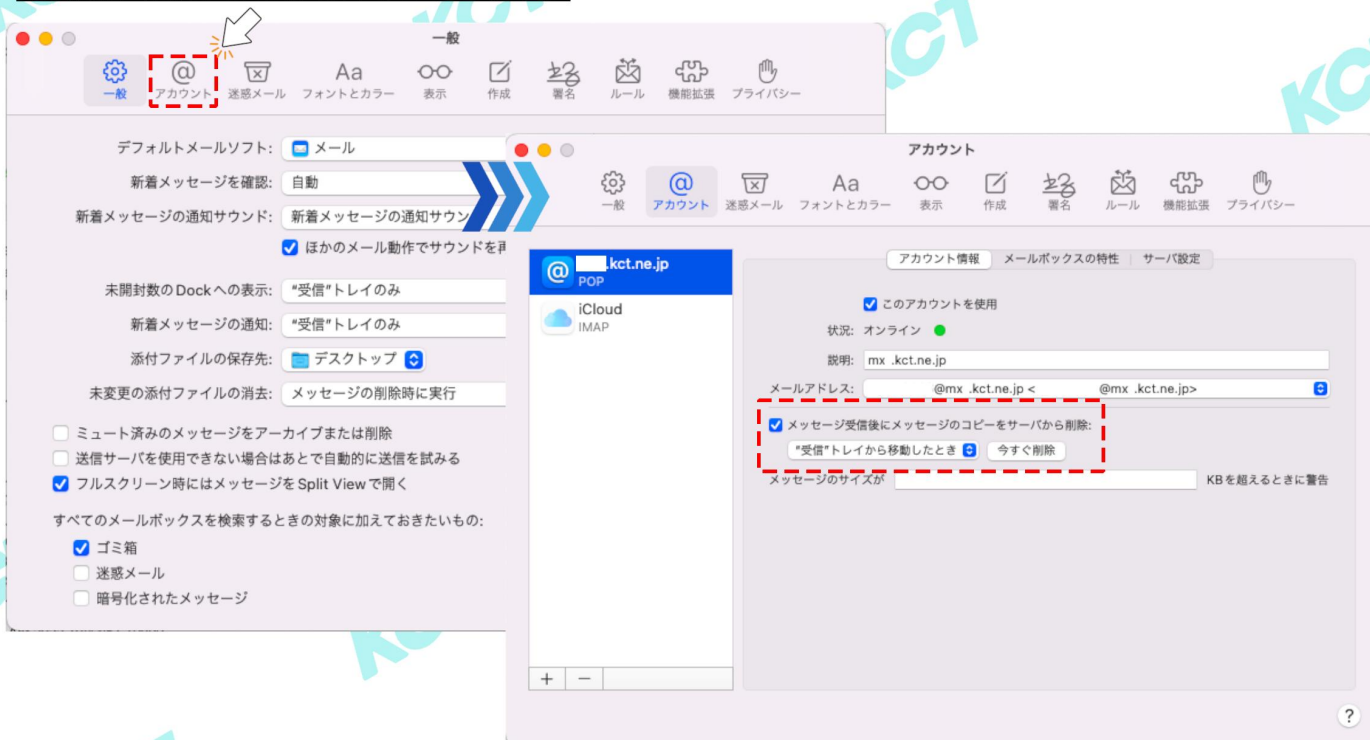 KCT
一般
一般
アカウント
迷惑メール
Aa
フォントとカラー
表示
作成
署名
ルール
機能拡張
プライバシー
デフォルトメールソフト: メール
新着メッセージを確認: 自動
新着メッセージの通知サウンド: 新着メッセージの通知サウン
ほかのメール動作でサウンドを再
未開封数のDockへの表示: “受信”トレイのみ
新着メッセージの通知: “受信”トレイのみ
添付ファイルの保存先: デスクトップ
未変更の添付ファイルの消去: メッセージの削除時に実行
ミュート済みのメッセージをアーカイブまたは削除
送信サーバを使用できない場合はあとで自動的に送信を試みる
フルスクリーン時にはメッセージをSplit Viewで開く
すべてのメールボックスを検索するときの対象に加えておきたいもの:
ゴミ箱
迷惑メール
暗号化されたメッセージ
アカウント
一般
アカウント
迷惑メール
Aa
フォントとカラー
表示
作成
署名
ルール
機能拡張
プライバシー
.kct.ne.jp
POP
iCloud
IMAP
アカウント情報 メールボックスの特性 サーバ設定
このアカウントを使用
状況: オンライン
説明: mx .kct.ne.jp
メールアドレス: @mx .kct.ne.jp < @mx .kct.ne.jp>
メッセージ受信後にメッセージのコピーをサーバから削除:
“受信”トレイから移動したとき 今すぐ削除
メッセージのサイズが KBを超えるときに警告
+ −
?
KCT
KCT
KCT